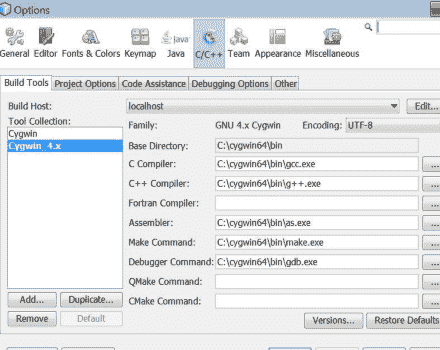 Options
General Editor Fonts & Colors Keymap Java C/C++ Team Appearance Miscellaneous
Build Tools Project Options Code Assistance Debugging Options Other
Build Host: localhost Edit...
Tool Collection: Family: GNU 4.x Cygwin Encoding: UTF-8
Cygwin
Cygwin_4.x
Base Directory: C:\cygwin64\bin
C Compiler: C:\cygwin64\bin\gcc.exe ...
C++ Compiler: C:\cygwin64\bin\g++.exe ...
Fortran Compiler: ...
Assembler: C:\cygwin64\bin\as.exe ...
Make Command: C:\cygwin64\bin\make.exe ...
Debugger Command: C:\cygwin64\bin\gdb.exe ...
QMake Command: ...
CMake Command: ...
Add... Duplicate...
Remove Default
Versions... Restore Defaults